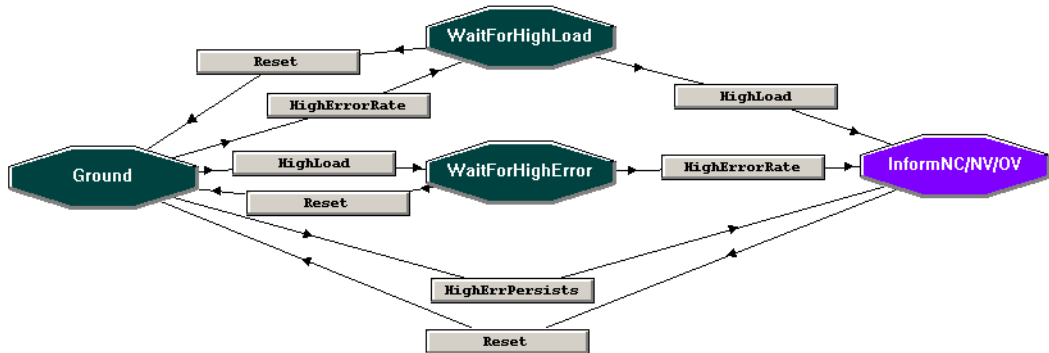 WaitForHighLoad
Reset
HighLoad
HighErrorRate
Ground
HighLoad
WaitForHighError
HighErrorRate
InformNC/NV/OV
Reset
HighErrPersists
Reset